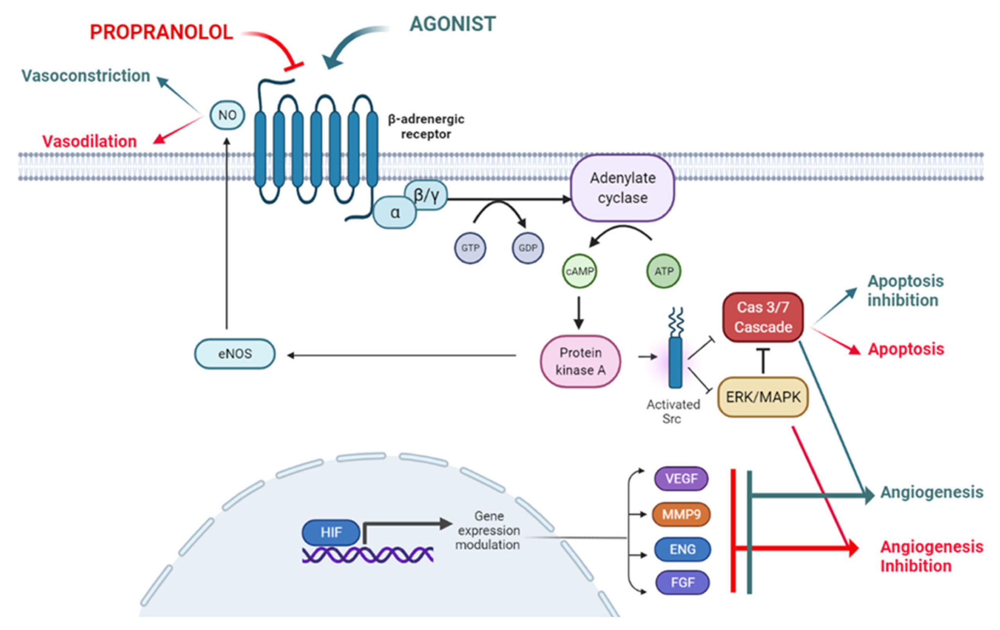 PROPRANOLOL
AGONIST
Vasoconstriction
NO
Vasodilation
β-adrenergic
receptor
β/γ
α
Adenylate
cyclase
GTP
GDP
cAMP
ATP
Apoptosis
inhibition
Cas 3/7
Cascade
Apoptosis
eNOS
Protein
kinase A
Activated
Src
ERK/MAPK
VEGF
MMP9
ENG
FGF
Angiogenesis
Angiogenesis
Inhibition
HIF
Gene
expression
modulation